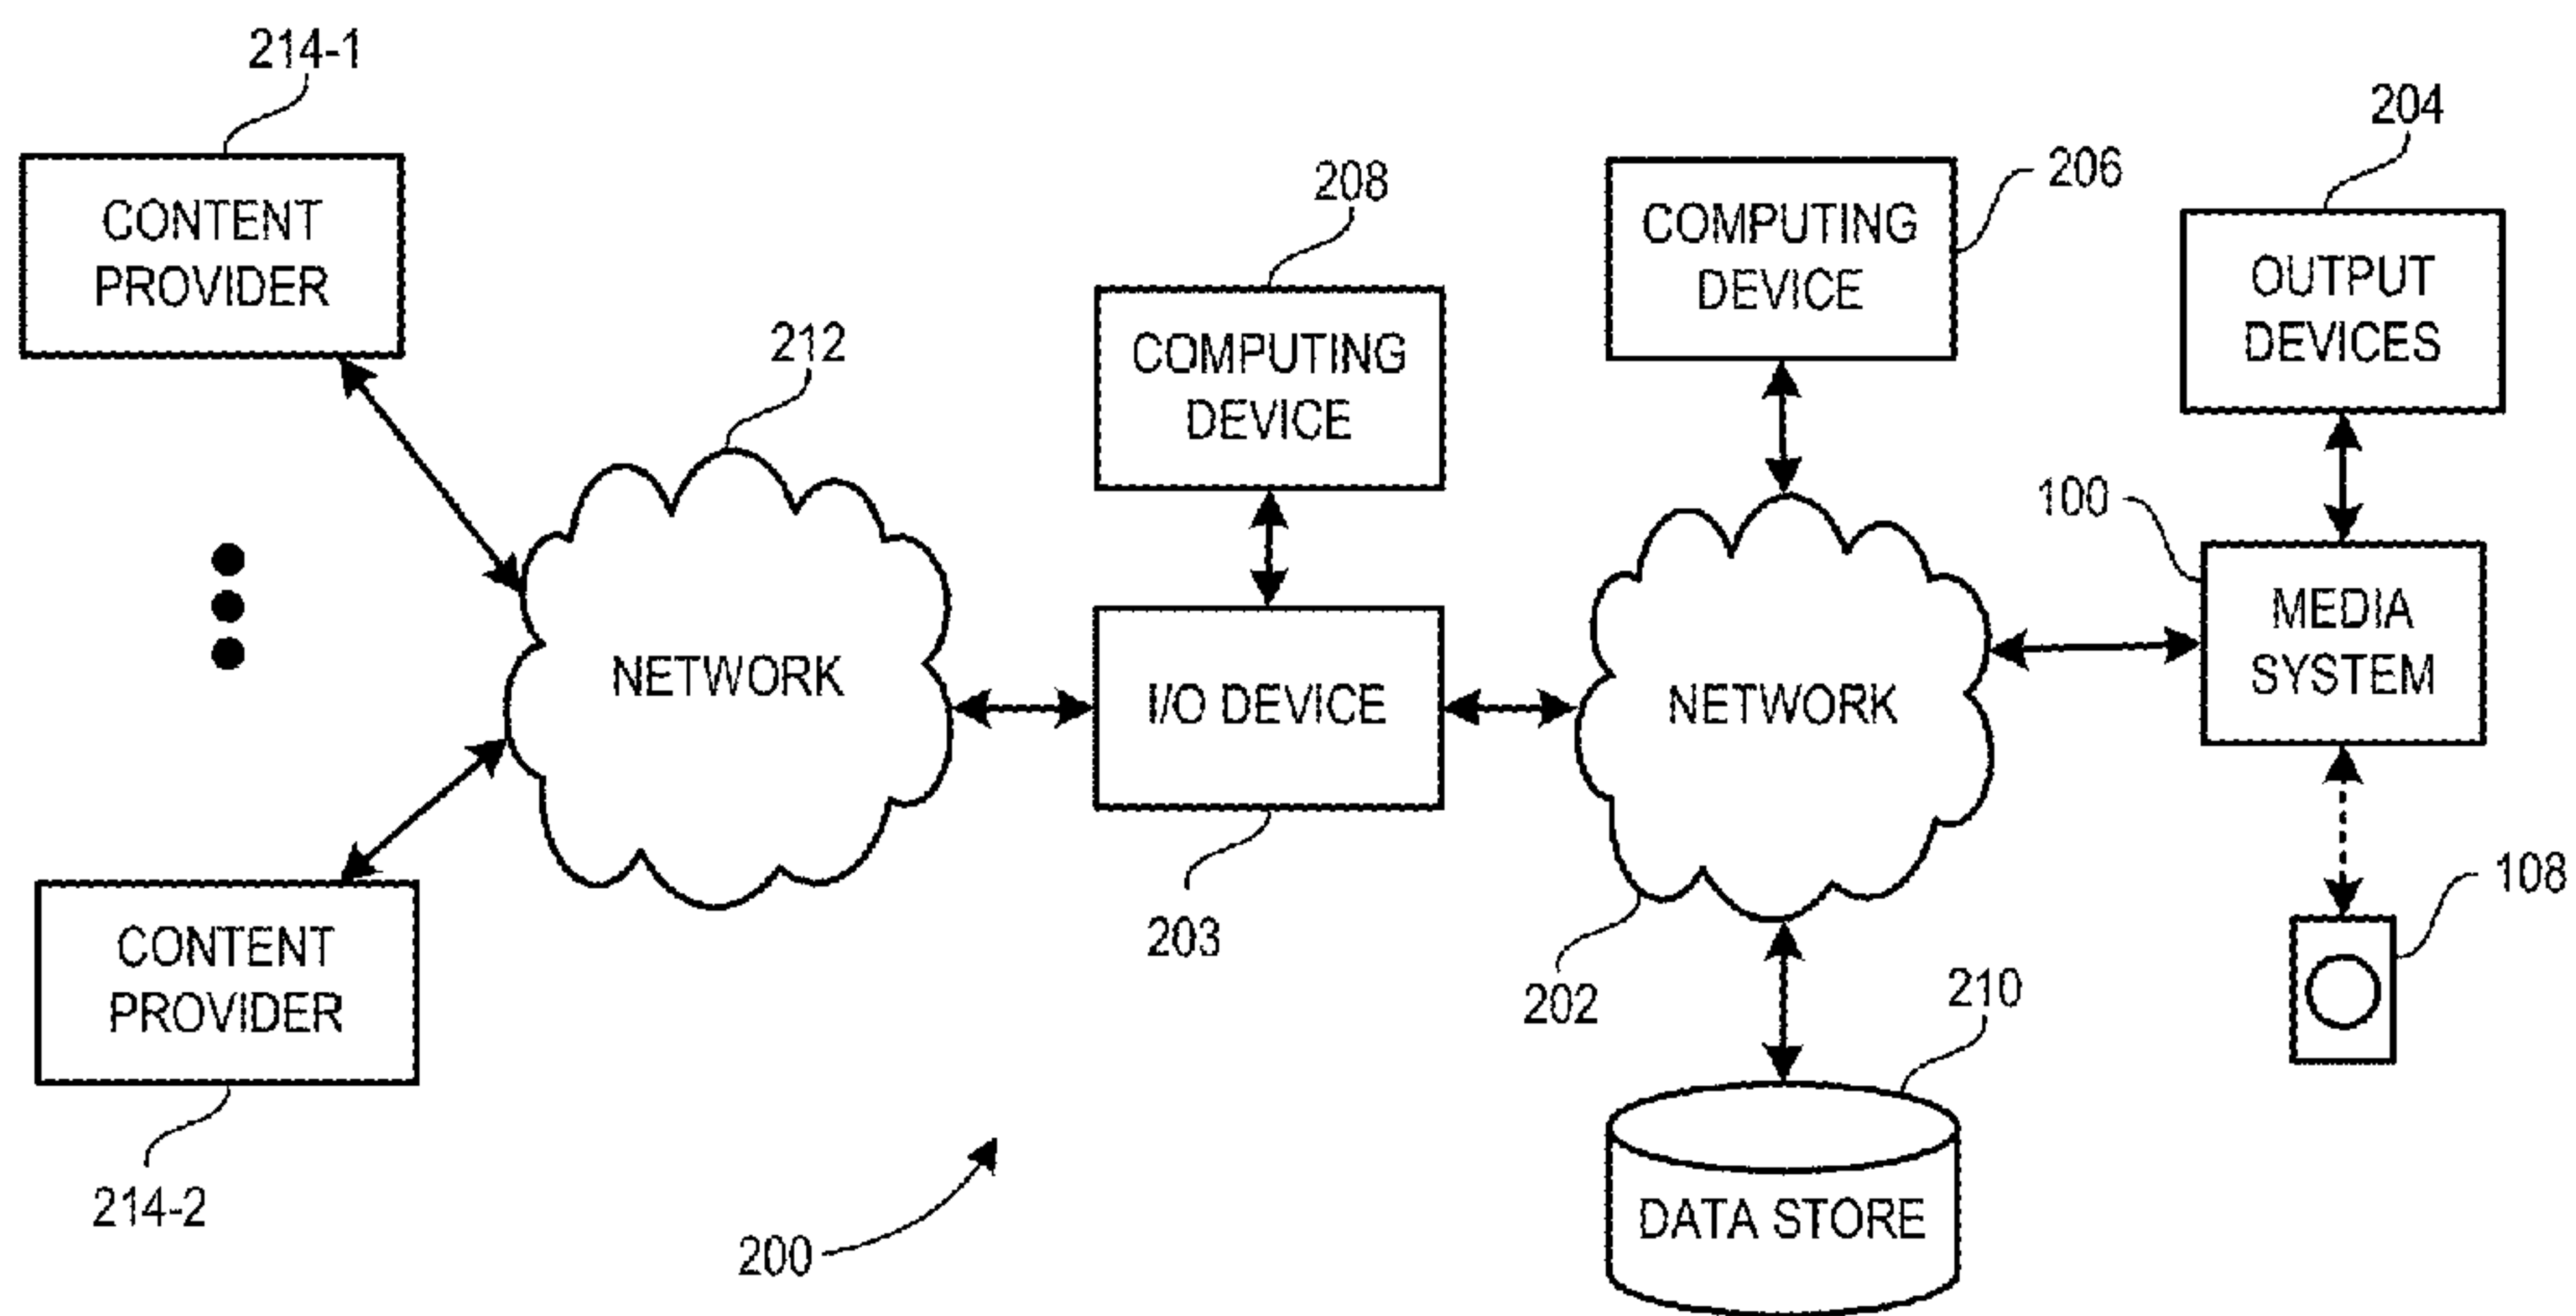 214-1
CONTENT
PROVIDER
212
NETWORK
CONTENT
PROVIDER
214-2
200
208
COMPUTING
DEVICE
I/O DEVICE
203
206
COMPUTING
DEVICE
NETWORK
202
210
DATA STORE
204
OUTPUT
DEVICES
100
MEDIA
SYSTEM
108